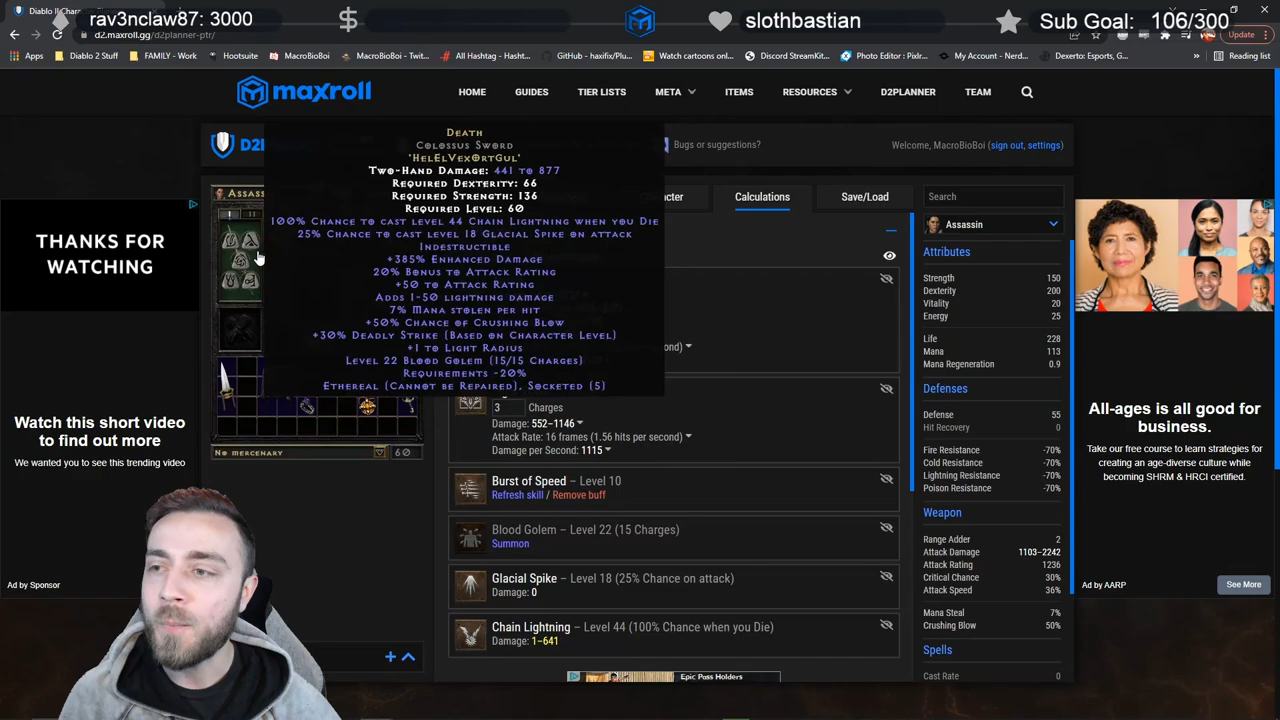 Diablo II Char
rav3nclaw87: 3000
slothbastian
Sub Goal: 106/300
d2.maxroll.gg/d2planner-ptr/
Update
Apps
Diablo 2 Stuff
FAMILY - Work
Hootsuite
MacroBioBoi
MacroBioBoi - Twit...
All Hashtag - Hasht...
GitHub - haxifix/Plu...
Watch cartoons onl...
Discord StreamKit...
Photo Editor : Pixlr...
My Account - Nerd...
Dexerto: Esports, G...
»
Reading list
maxroll
HOME
GUIDES
TIER LISTS
META
ITEMS
RESOURCES
D2PLANNER
TEAM
D2
Bugs or suggestions?
Welcome, MacroBioBoi (sign out, settings)
Assas
I
II
Death
Colossus Sword
'HelElVexOrtGul'
Two-Hand Damage: 441 to 877
Required Dexterity: 66
Required Strength: 136
Required Level: 60
100% Chance to cast level 44 Chain Lightning when you Die
25% Chance to cast level 18 Glacial Spike on attack
Indestructible
+385% Enhanced Damage
20% Bonus to Attack Rating
+50 to Attack Rating
Adds 1-50 lightning damage
7% Mana stolen per hit
+50% Chance of Crushing Blow
+30% Deadly Strike (Based on Character Level)
+1 to Light Radius
Level 22 Blood Golem (15/15 Charges)
Requirements -20%
Ethereal (Cannot be Repaired), Socketed (5)
No mercenary
60
racter
Calculations
Save/Load
ond)
3 Charges
Damage: 552–1146
Attack Rate: 16 frames (1.56 hits per second)
Damage per Second: 1115
Burst of Speed – Level 10
Refresh skill / Remove buff
Blood Golem – Level 22 (15 Charges)
Summon
Glacial Spike – Level 18 (25% Chance on attack)
Damage: 0
Chain Lightning – Level 44 (100% Chance when you Die)
Damage: 1–641
Epic Pass Holders
Search
Assassin
Attributes
Strength 150
Dexterity 200
Vitality 20
Energy 25
Life 228
Mana 113
Mana Regeneration 0.9
Defenses
Defense 55
Hit Recovery 0
Fire Resistance -70%
Cold Resistance -70%
Lightning Resistance -70%
Poison Resistance -70%
Weapon
Range Adder 2
Attack Damage 1103–2242
Attack Rating 1236
Critical Chance 30%
Attack Speed 36%
Mana Steal 7%
Crushing Blow 50%
Spells
Cast Rate 0
THANKS FOR
WATCHING
Watch this short video
to find out more
We wanted you to see this trending video
Ad by Sponsor
All-ages is all good for
business.
Take our free course to learn strategies for
creating an age-diverse culture while
becoming SHRM & HRCI certified.
Ad by AARP
See More